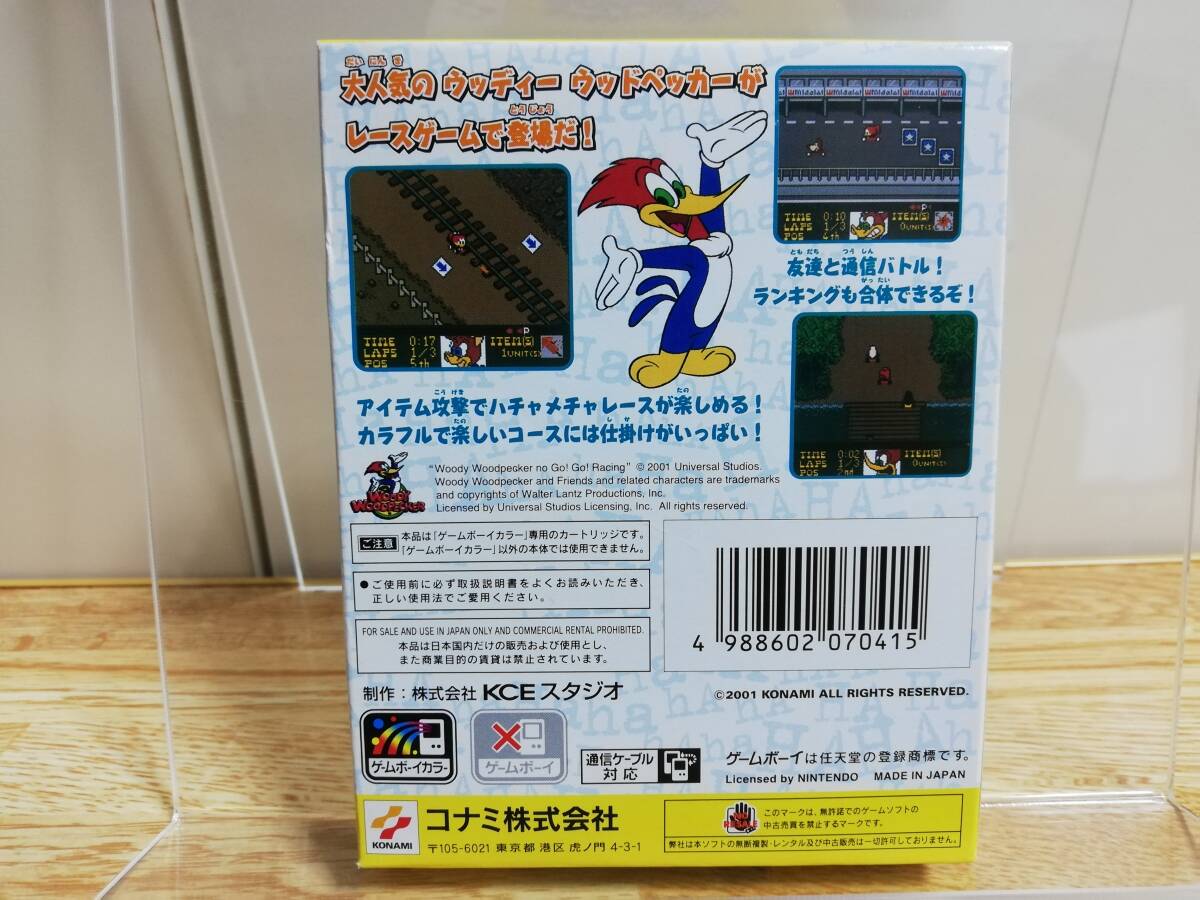 大人気の ウッディー ウッドペッカーが
レースゲームで登場だ！
TIME 0:17
LAPS 1/3
POS 5th
ITEM(S)
1UNIT(S)
P
TIME 0:10
LAPS 1/3
POS 4th
ITEM(S)
0UNIT(S)
P
友達と通信バトル！
ランキングも合体できるぞ！
TIME 0:02
LAPS 1/3
POS 2nd
ITEM(S)
0UNIT(S)
アイテム攻撃でハチャメチャレースが楽しめる！
カラフルで楽しいコースには仕掛けがいっぱい！
WOODY
WOODPECKER
"Woody Woodpecker no Go! Go! Racing" © 2001 Universal Studios.
Woody Woodpecker and Friends and related characters are trademarks
and copyrights of Walter Lantz Productions, Inc.
Licensed by Universal Studios Licensing, Inc. All rights reserved.
ご注意
本品は「ゲームボーイカラー」専用のカートリッジです。
「ゲームボーイカラー」以外の本体では使用できません。
●ご使用前に必ず取扱説明書をよくお読みいただき、
正しい使用法でご愛用ください。
FOR SALE AND USE IN JAPAN ONLY AND COMMERCIAL RENTAL PROHIBITED.
本品は日本国内だけの販売および使用とし、
また商業目的の賃貸は禁止されています。
4 988602 070415
制作：株式会社 KCE スタジオ
©2001 KONAMI ALL RIGHTS RESERVED.
ゲームボーイカラー
ゲームボーイ
通信ケーブル
対応
ゲームボーイは任天堂の登録商標です。
Licensed by NINTENDO MADE IN JAPAN
KONAMI
コナミ株式会社
〒105-6021 東京都 港区 虎ノ門 4-3-1
NO RESALE
このマークは、無許諾でのゲームソフトの
中古売買を禁止するマークです。
弊社は本ソフトの無断複製・レンタル及び中古販売は一切許可しておりません。